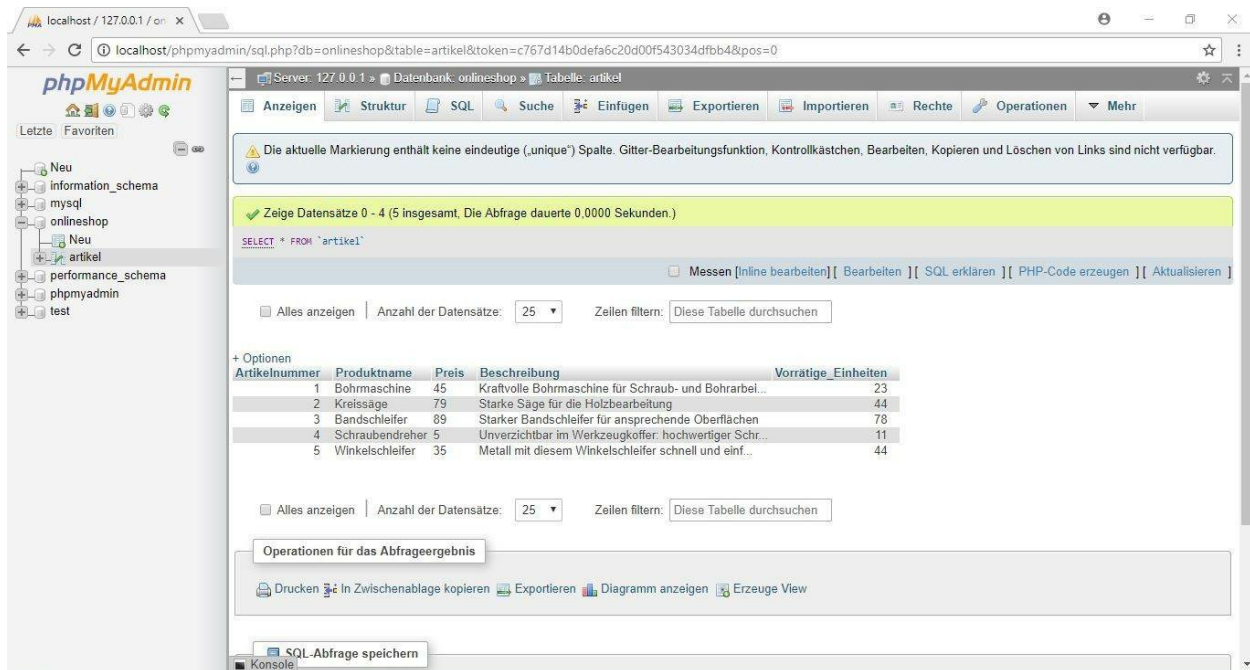 localhost / 127.0.0.1 / on
localhost/phpmyadmin/sql.php?db=onlineshop&table=artikel&token=c767d14b0defa6c20d00f543034dfbb4&pos=0
phpMyAdmin
Letzte Favoriten
Neu
information_schema
mysql
onlineshop
Neu
artikel
performance_schema
phpmyadmin
test
Server: 127.0.0.1 » Datenbank: onlineshop » Tabelle: artikel
Anzeigen Struktur SQL Suche Einfügen Exportieren Importieren Rechte Operationen Mehr
Die aktuelle Markierung enthält keine eindeutige („unique“) Spalte. Gitter-Bearbeitungsfunktion, Kontrollkästchen, Bearbeiten, Kopieren und Löschen von Links sind nicht verfügbar.
Zeige Datensätze 0 - 4 (5 insgesamt, Die Abfrage dauerte 0,0000 Sekunden.)
SELECT * FROM `artikel`
Messen [Inline bearbeiten] [ Bearbeiten ] [ SQL erklären ] [ PHP-Code erzeugen ] [ Aktualisieren ]
Alles anzeigen | Anzahl der Datensätze: 25 Zeilen filtern: Diese Tabelle durchsuchen
+ Optionen
Artikelnummer Produktname Preis Beschreibung Vorrätige_Einheiten
1 Bohrmaschine 45 Kraftvolle Bohrmaschine für Schraub- und Bohrarbei... 23
2 Kreissäge 79 Starke Säge für die Holzbearbeitung 44
3 Bandschleifer 89 Starker Bandschleifer für ansprechende Oberflächen 78
4 Schraubendreher 5 Unverzichtbar im Werkzeugkoffer: hochwertiger Schr... 11
5 Winkelschleifer 35 Metall mit diesem Winkelschleifer schnell und einf... 44
Alles anzeigen | Anzahl der Datensätze: 25 Zeilen filtern: Diese Tabelle durchsuchen
Operationen für das Abfrageergebnis
Drucken In Zwischenablage kopieren Exportieren Diagramm anzeigen Erzeuge View
SQL-Abfrage speichern
Konsole